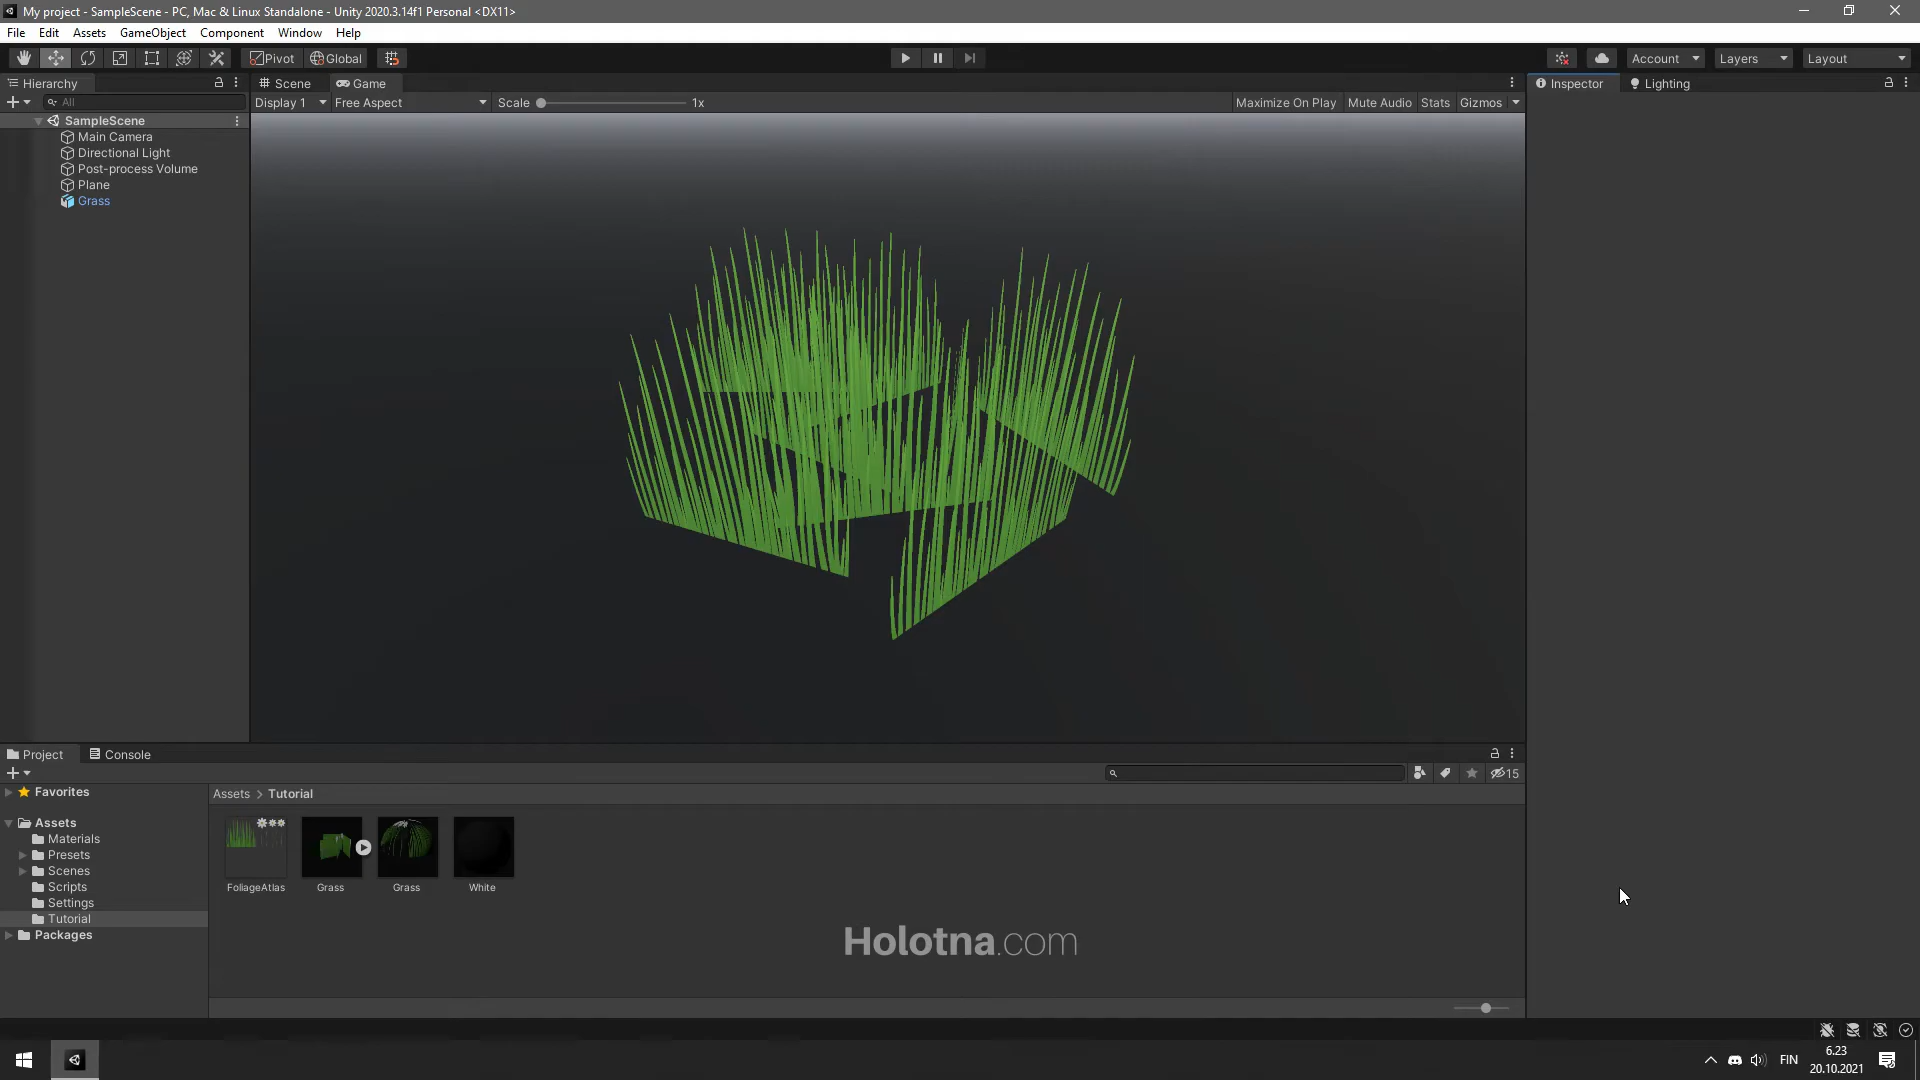 My project - SampleScene - PC, Mac & Linux Standalone - Unity 2020.3.14f1 Personal <DX11>
File Edit Assets GameObject Component Window Help
Pivot Global Account Layers Layout
Hierarchy Scene Game Inspector Lighting
All Display 1 Free Aspect Scale 1x Maximize On Play Mute Audio Stats Gizmos
SampleScene
Main Camera
Directional Light
Post-process Volume
Plane
Grass
Project Console
15
Favorites
Assets > Tutorial
Assets
Materials
Presets
Scenes
Scripts
Settings
Tutorial
Packages
FoliageAtlas Grass Grass White
Holotna.com
FIN
6.23
20.10.2021